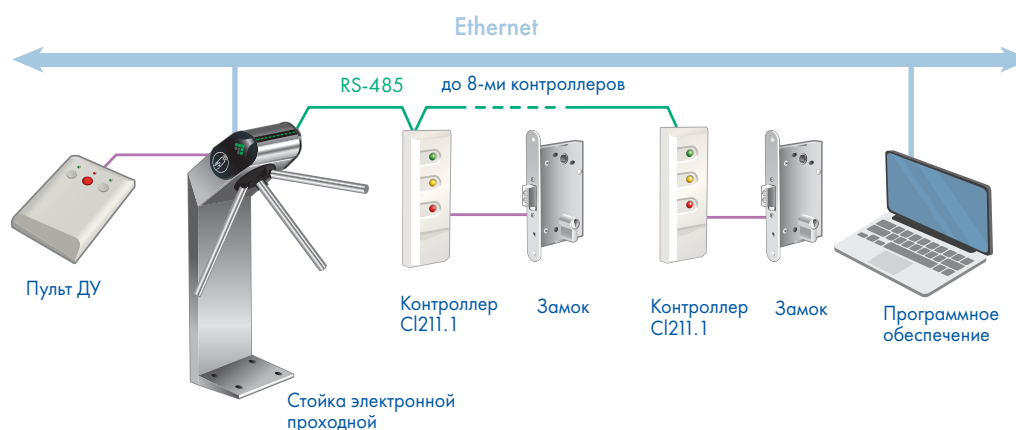 Ethernet
RS-485
до 8-ми контроллеров
Пульт ДУ
Контроллер
CI211.1
Замок
Контроллер
CI211.1
Замок
Программное
обеспечение
Стойка электронной
проходной